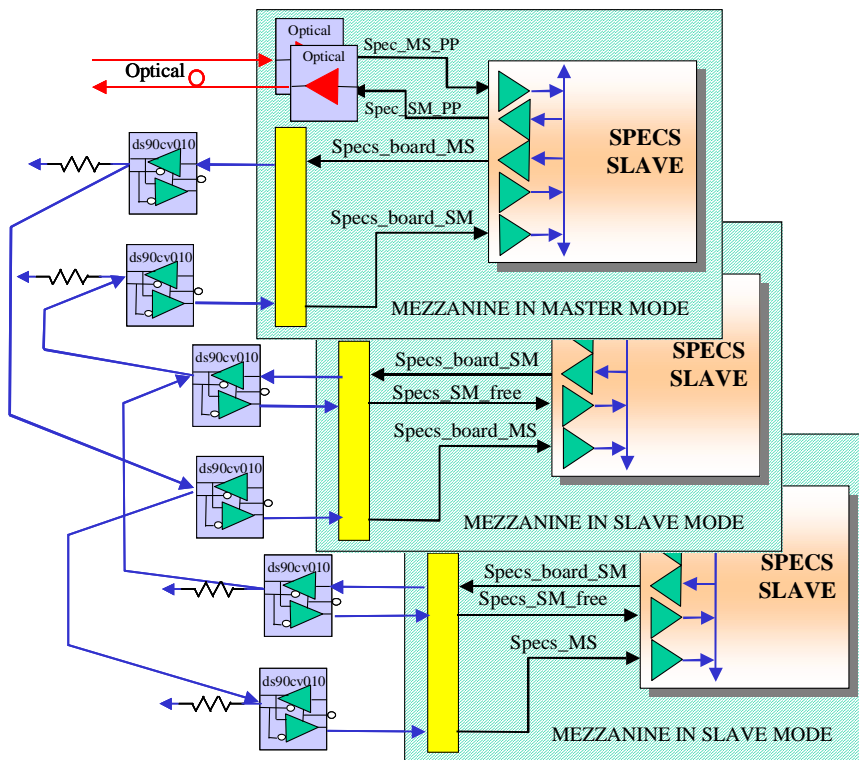 Optical
Optical
Spec_MS_PP
Optical
Spec_SM_PP
SPECS
SLAVE
ds90cv010
Specs_board_MS
Specs_board_SM
ds90cv010
MEZZANINE IN MASTER MODE
ds90cv010
Specs_board_SM
SPECS
SLAVE
Specs_SM_free
Specs_board_MS
ds90cv010
MEZZANINE IN SLAVE MODE
ds90cv010
Specs_board_SM
SPECS
SLAVE
Specs_SM_free
Specs_MS
ds90cv010
MEZZANINE IN SLAVE MODE